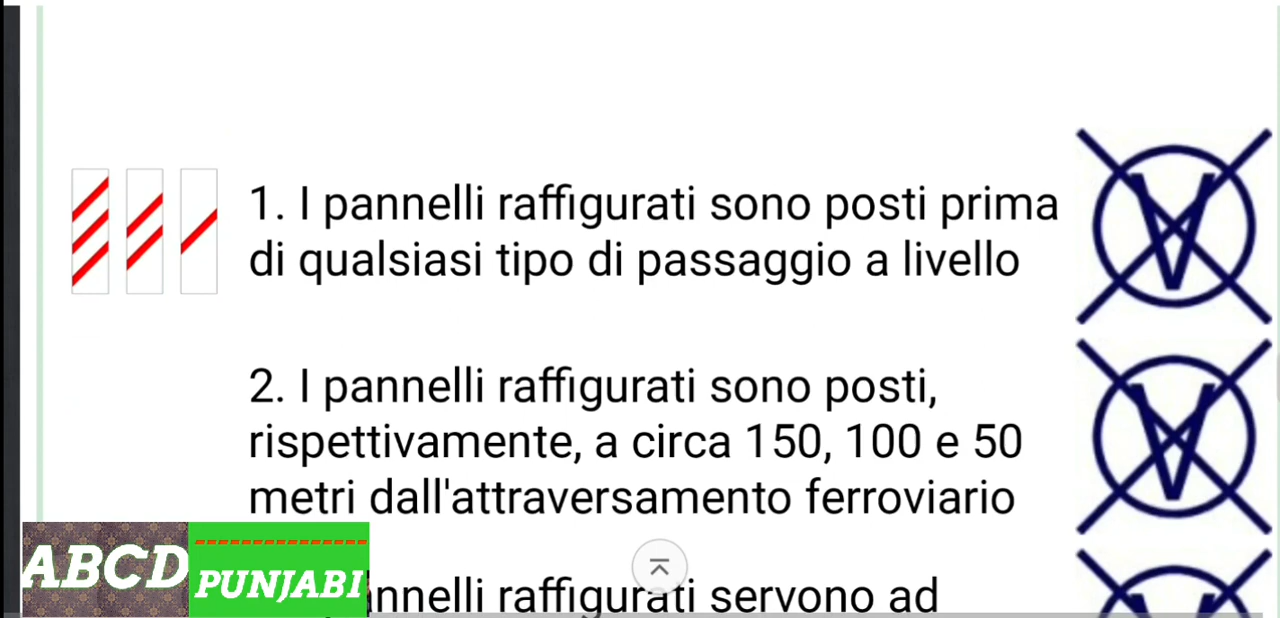 1. I pannelli raffigurati sono posti prima
di qualsiasi tipo di passaggio a livello
V
2. I pannelli raffigurati sono posti,
rispettivamente, a circa 150, 100 e 50
metri dall'attraversamento ferroviario
V
raffigurati servono ad
ABCD
PUNJABI